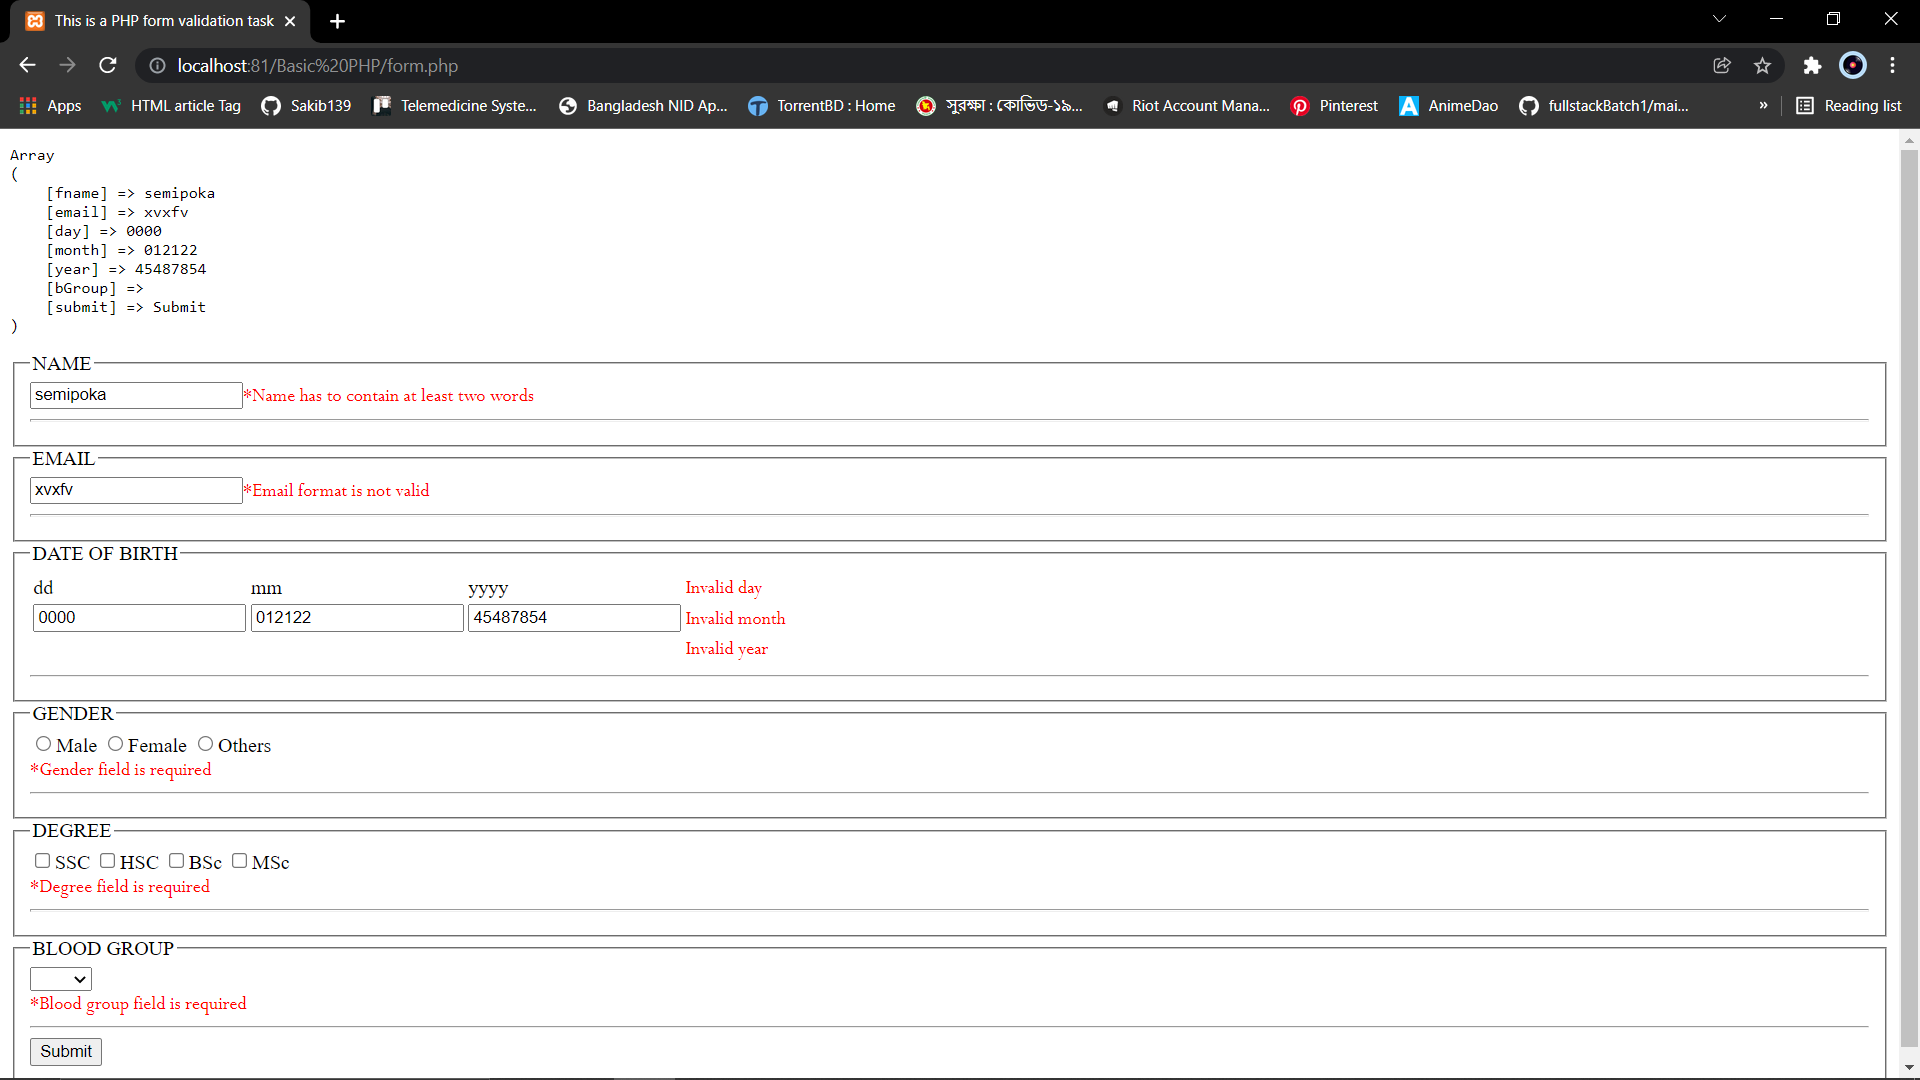 This is a PHP form validation task
localhost:81/Basic%20PHP/form.php
Apps HTML article Tag Sakib139 Telemedicine Syste... Bangladesh NID Ap... TorrentBD : Home সুরক্ষা : কোভিড-১৯... Riot Account Mana... Pinterest AnimeDao fullstackBatch1/mai... » Reading list
Array
(
[fname] => semipoka
[email] => xvxfv
[day] => 0000
[month] => 012122
[year] => 45487854
[bGroup] =>
[submit] => Submit
)
NAME
semipoka *Name has to contain at least two words
EMAIL
xvxfv *Email format is not valid
DATE OF BIRTH
dd mm yyyy Invalid day
0000 012122 45487854 Invalid month
Invalid year
GENDER
Male Female Others
*Gender field is required
DEGREE
SSC HSC BSc MSc
*Degree field is required
BLOOD GROUP
*Blood group field is required
Submit